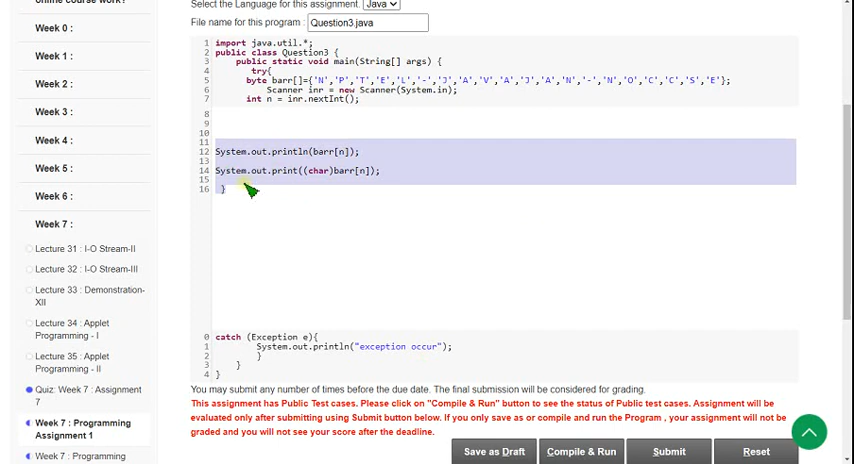 online course work?
Week 0 :
Week 1 :
Week 2 :
Week 3 :
Week 4 :
Week 5 :
Week 6 :
Week 7 :
Lecture 31 : I-O Stream-II
Lecture 32 : I-O Stream-III
Lecture 33 : Demonstration-
XII
Lecture 34 : Applet
Programming - I
Lecture 35 : Applet
Programming - II
Quiz: Week 7 : Assignment
7
Week 7 : Programming
Assignment 1
Week 7 : Programming
Select the Language for this assignment. Java
File name for this program : Question3.java
1 import java.util.*;
2 public class Question3 {
3 public static void main(String[] args) {
4 try{
5 byte barr[]={'N','P','T','E','L','-','J','A','V','A','J','A','N','-','N','O','C','C','S','E'};
6 Scanner inr = new Scanner(System.in);
7 int n = inr.nextInt();
8
9
10
11
12 System.out.println(barr[n]);
13
14 System.out.print((char)barr[n]);
15
16 }
0 catch (Exception e){
1 System.out.println("exception occur");
2 }
3 }
4 }
You may submit any number of times before the due date. The final submission will be considered for grading.
This assignment has Public Test cases. Please click on "Compile & Run" button to see the status of Public test cases. Assignment will be
evaluated only after submitting using Submit button below. If you only save as or compile and run the Program , your assignment will not be
graded and you will not see your score after the deadline.
Save as Draft Compile & Run Submit Reset